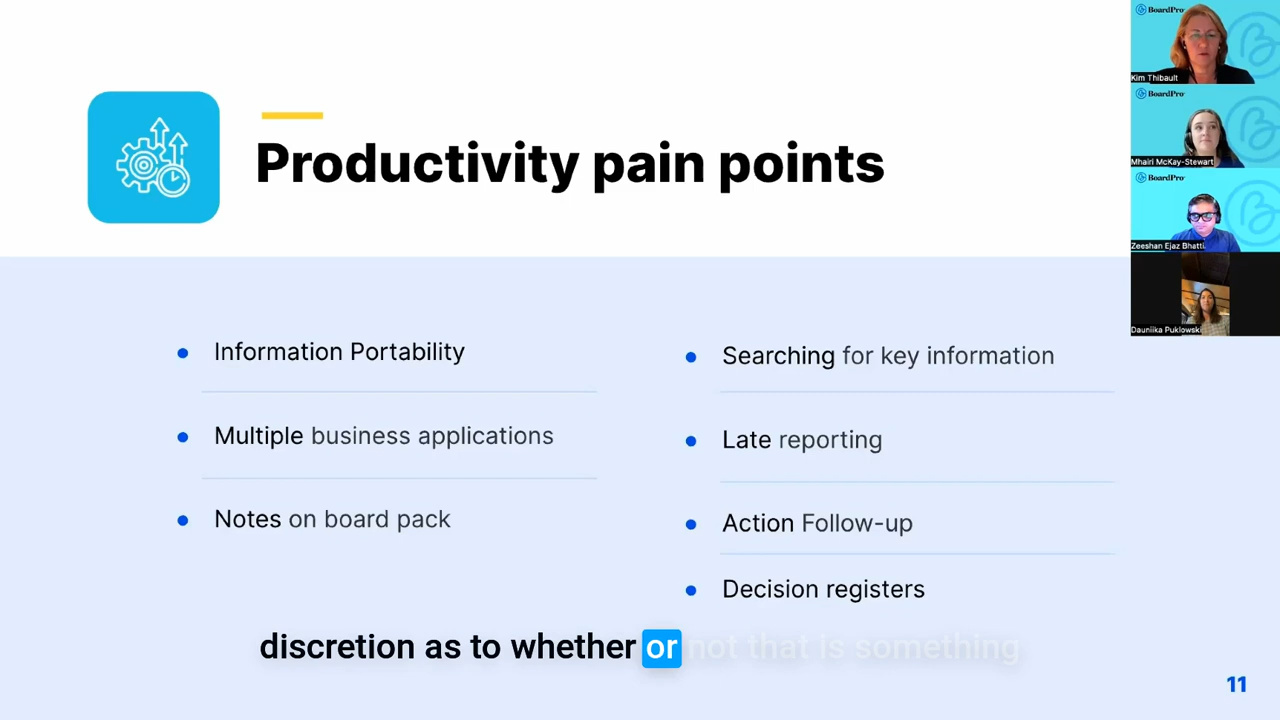 Productivity pain points
Information Portability
Multiple business applications
Notes on board pack
Searching for key information
Late reporting
Action Follow-up
Decision registers
discretion as to whether or not that is something
11
BoardPro
Kim Thibault
BoardPro
Mhairi McKay-Stewart
BoardPro
Zeeshan Ejaz Bhatti
Dauniika Puklowski